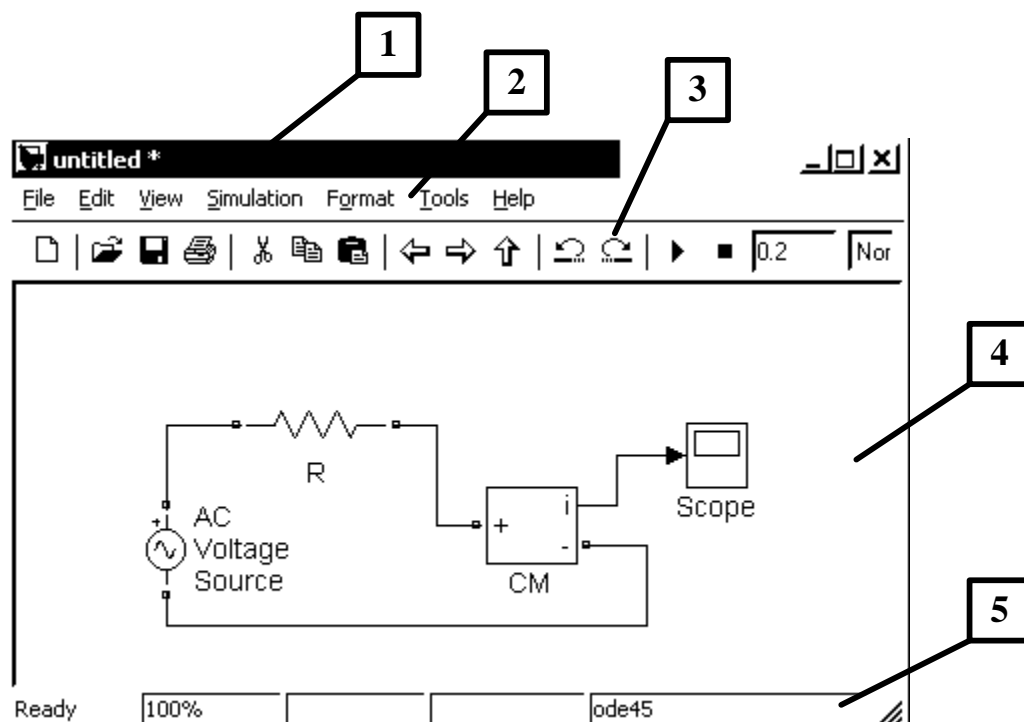 1
2
3
untitled *
File Edit View Simulation Format Tools Help
0.2 Nor
4
R
i
Scope
+
AC
+
Voltage
-
Source
CM
5
Ready 100% ode45